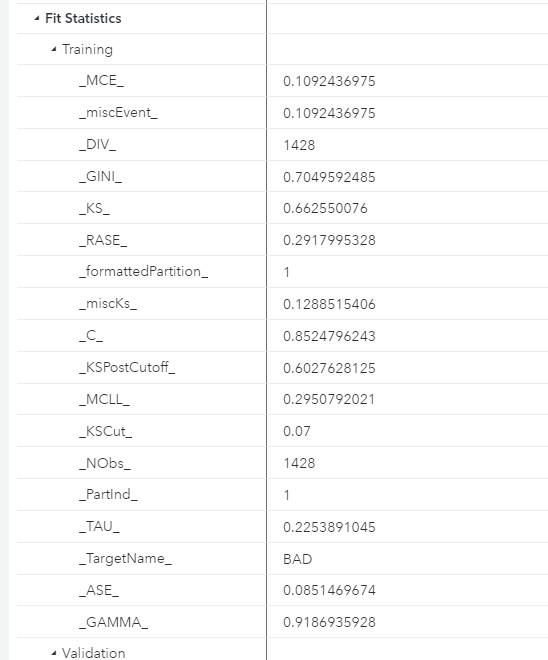 Fit Statistics
Training
_MCE_ 0.1092436975
_miscEvent_ 0.1092436975
_DIV_ 1428
_GINI_ 0.7049592485
_KS_ 0.662550076
_RASE_ 0.2917995328
_formattedPartition_ 1
_miscKs_ 0.1288515406
_C_ 0.8524796243
_KSPostCutoff_ 0.6027628125
_MCLL_ 0.2950792021
_KSCut_ 0.07
_NObs_ 1428
_PartInd_ 1
_TAU_ 0.2253891045
_TargetName_ BAD
_ASE_ 0.0851469674
_GAMMA_ 0.9186935928
Validation